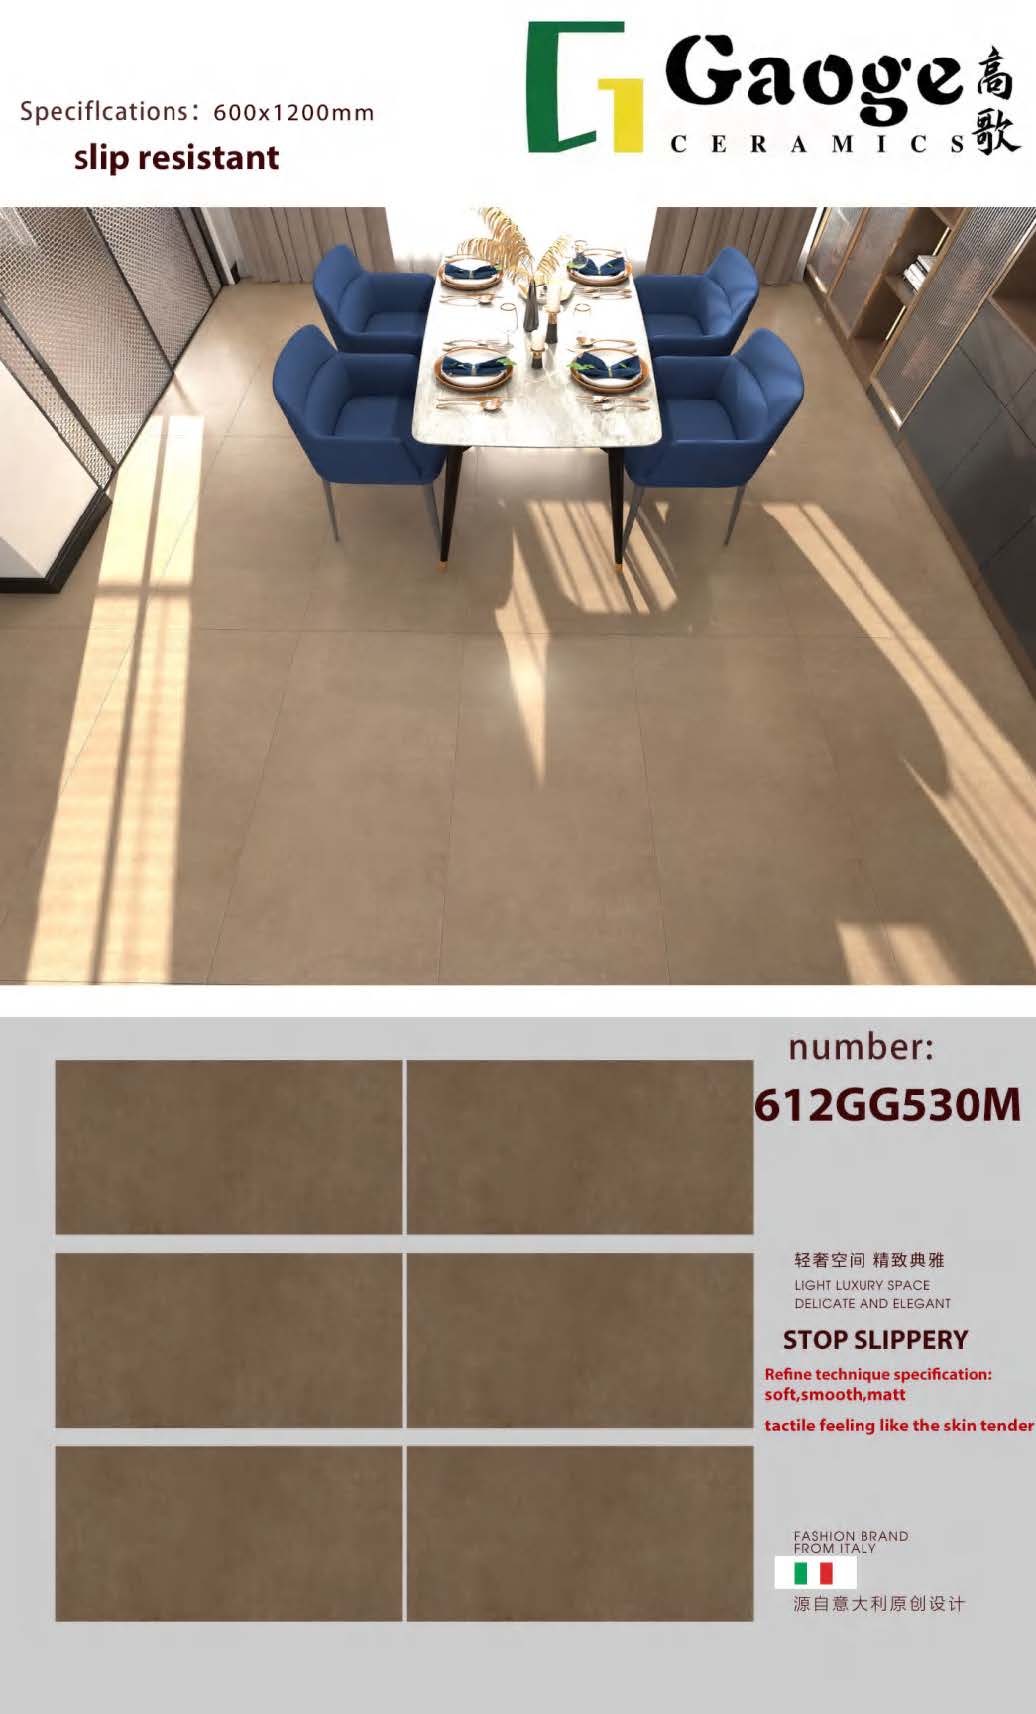 Speciflcations：600x1200mm
slip resistant
Gaoge
CERAMICS
高歌
number:
612GG530M
轻奢空间 精致典雅
LIGHT LUXURY SPACE
DELICATE AND ELEGANT
STOP SLIPPERY
Refine technique specification:
soft,smooth,matt
tactile feeling like the skin tender
FASHION BRAND
FROM ITALY
源自意大利原创设计